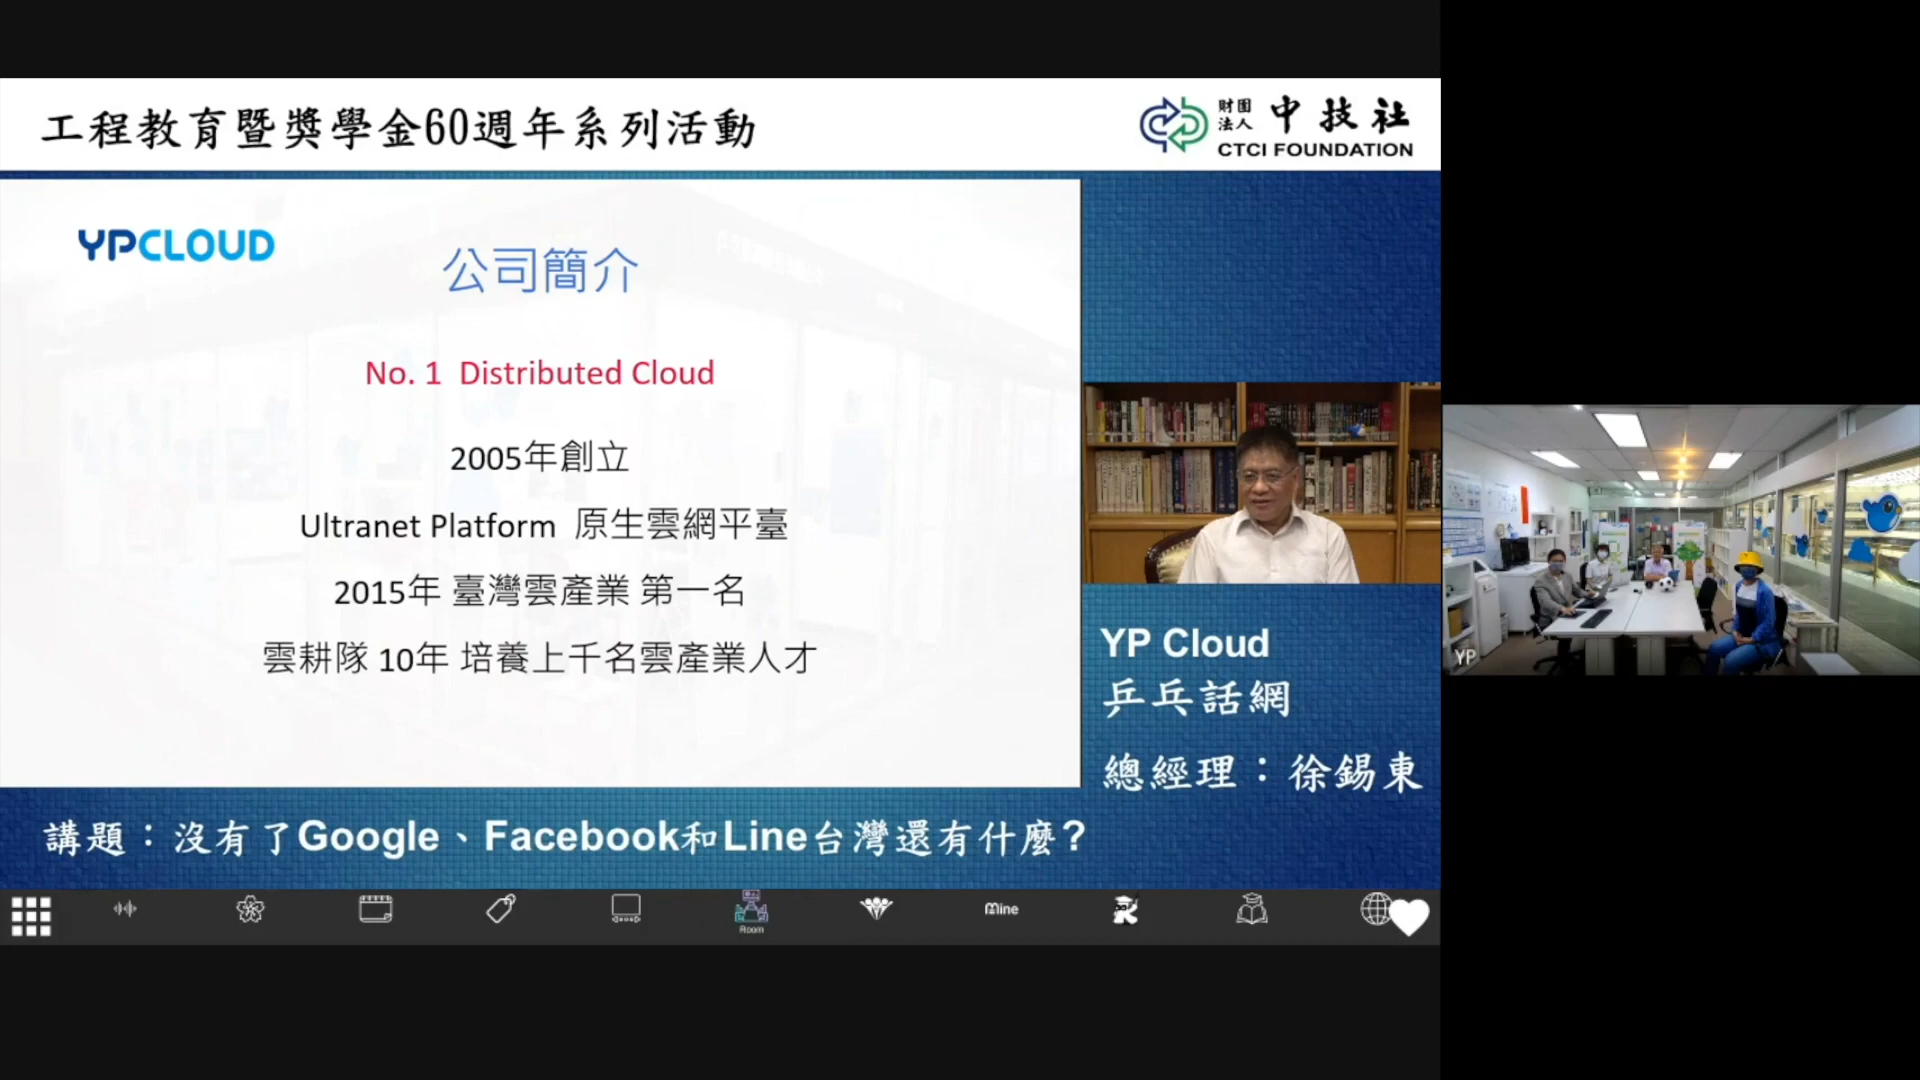 工程教育暨獎學金60週年系列活動
財團法人 中技社
CTCI FOUNDATION
YPCLOUD
公司簡介
No. 1 Distributed Cloud
2005年創立
Ultranet Platform 原生雲網平臺
2015年 臺灣雲產業 第一名
雲耕隊 10年 培養上千名雲產業人才
YP Cloud
乒乓話網
總經理：徐錫東
YP
講題：沒有了Google、Facebook和Line台灣還有什麼?
Room
mine